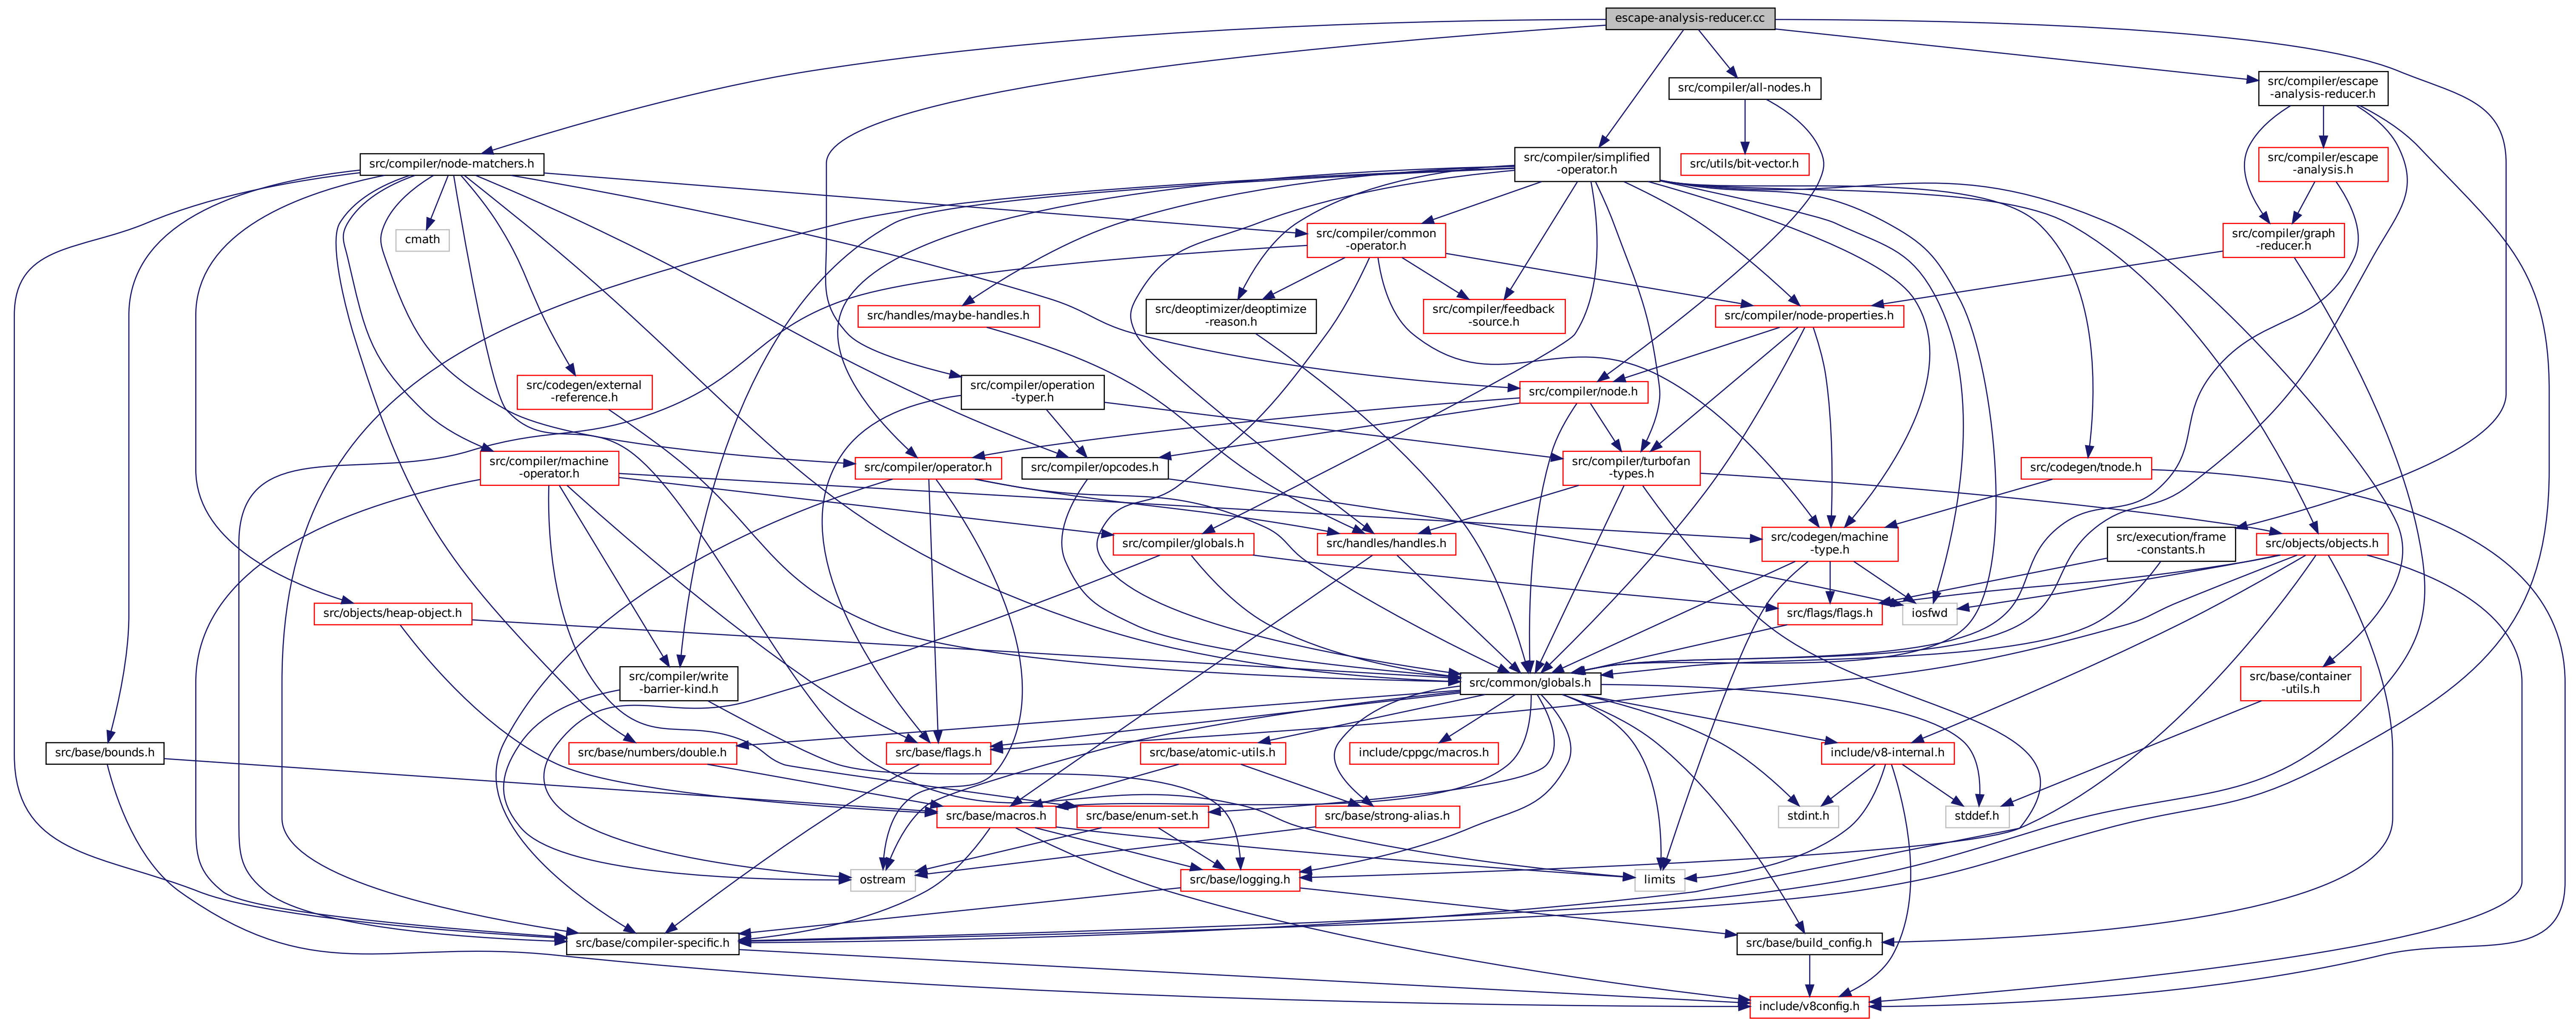 escape-analysis-reducer.cc
src/compiler/all-nodes.h
src/compiler/escape
-analysis-reducer.h
src/compiler/node-matchers.h
src/compiler/simplified
-operator.h
src/utils/bit-vector.h
src/compiler/escape
-analysis.h
cmath
src/compiler/common
-operator.h
src/compiler/graph
-reducer.h
src/handles/maybe-handles.h
src/deoptimizer/deoptimize
-reason.h
src/compiler/feedback
-source.h
src/compiler/node-properties.h
src/codegen/external
-reference.h
src/compiler/operation
-typer.h
src/compiler/node.h
src/compiler/machine
-operator.h
src/compiler/operator.h
src/compiler/opcodes.h
src/compiler/turbofan
-types.h
src/codegen/tnode.h
src/compiler/globals.h
src/handles/handles.h
src/codegen/machine
-type.h
src/execution/frame
-constants.h
src/objects/objects.h
src/objects/heap-object.h
src/flags/flags.h
iosfwd
src/compiler/write
-barrier-kind.h
src/common/globals.h
src/base/container
-utils.h
src/base/bounds.h
src/base/numbers/double.h
src/base/flags.h
src/base/atomic-utils.h
include/cppgc/macros.h
include/v8-internal.h
src/base/macros.h
src/base/enum-set.h
src/base/strong-alias.h
stdint.h
stddef.h
ostream
src/base/logging.h
limits
src/base/compiler-specific.h
src/base/build_config.h
include/v8config.h